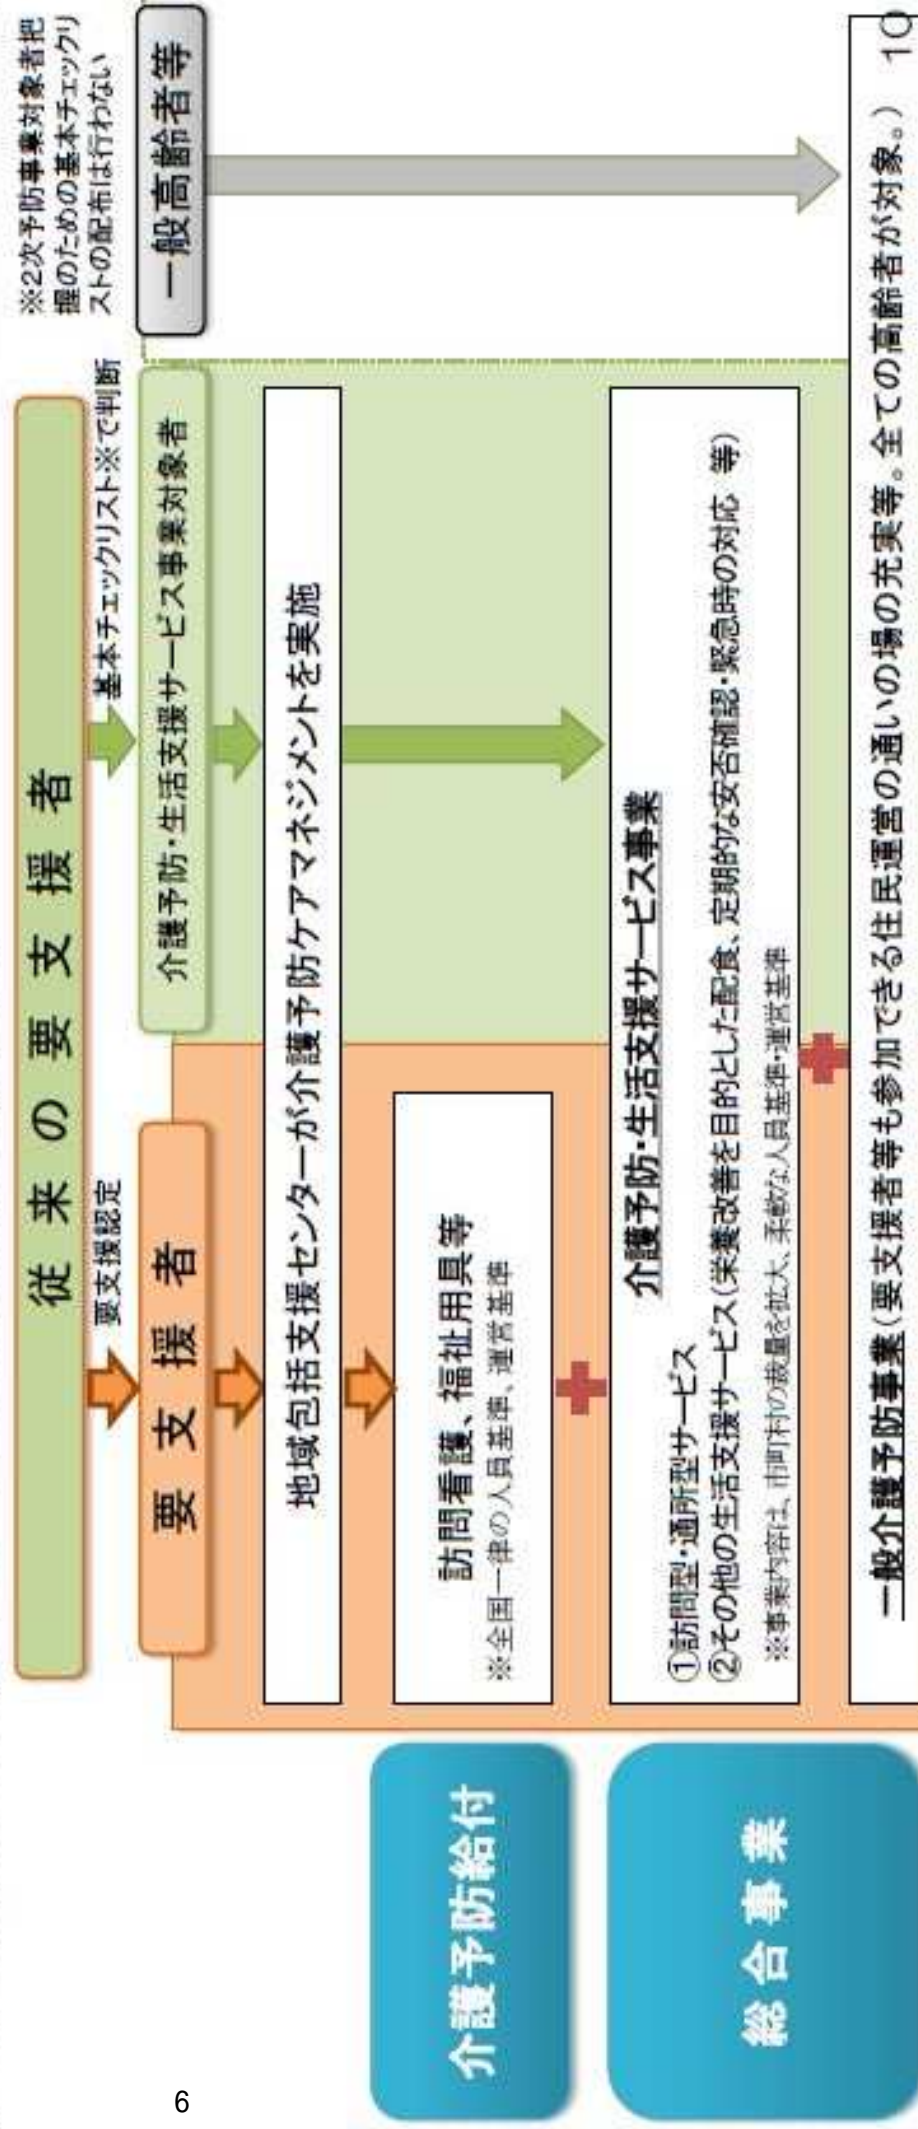 ※2次予防事業対象者把
握のための基本チェックリ
ストの配布は行わない
従来の要支援者
要支援認定
基本チェックリスト※で判断
要支援者
介護予防・生活支援サービス事業対象者
一般高齢者等
地域包括支援センターが介護予防ケアマネジメントを実施
介護予防給付
訪問看護、福祉用具等
※全国一律の人員基準、運営基準
総合事業
介護予防・生活支援サービス事業
①訪問型・通所型サービス
②その他の生活支援サービス(栄養改善を目的とした配食、定期的な安否確認・緊急時の対応 等)
※事業内容は、市町村の裁量を拡大、柔軟な人員基準・運営基準
一般介護予防事業(要支援者等も参加できる住民運営の通いの場の充実等。全ての高齢者が対象。)
10
6